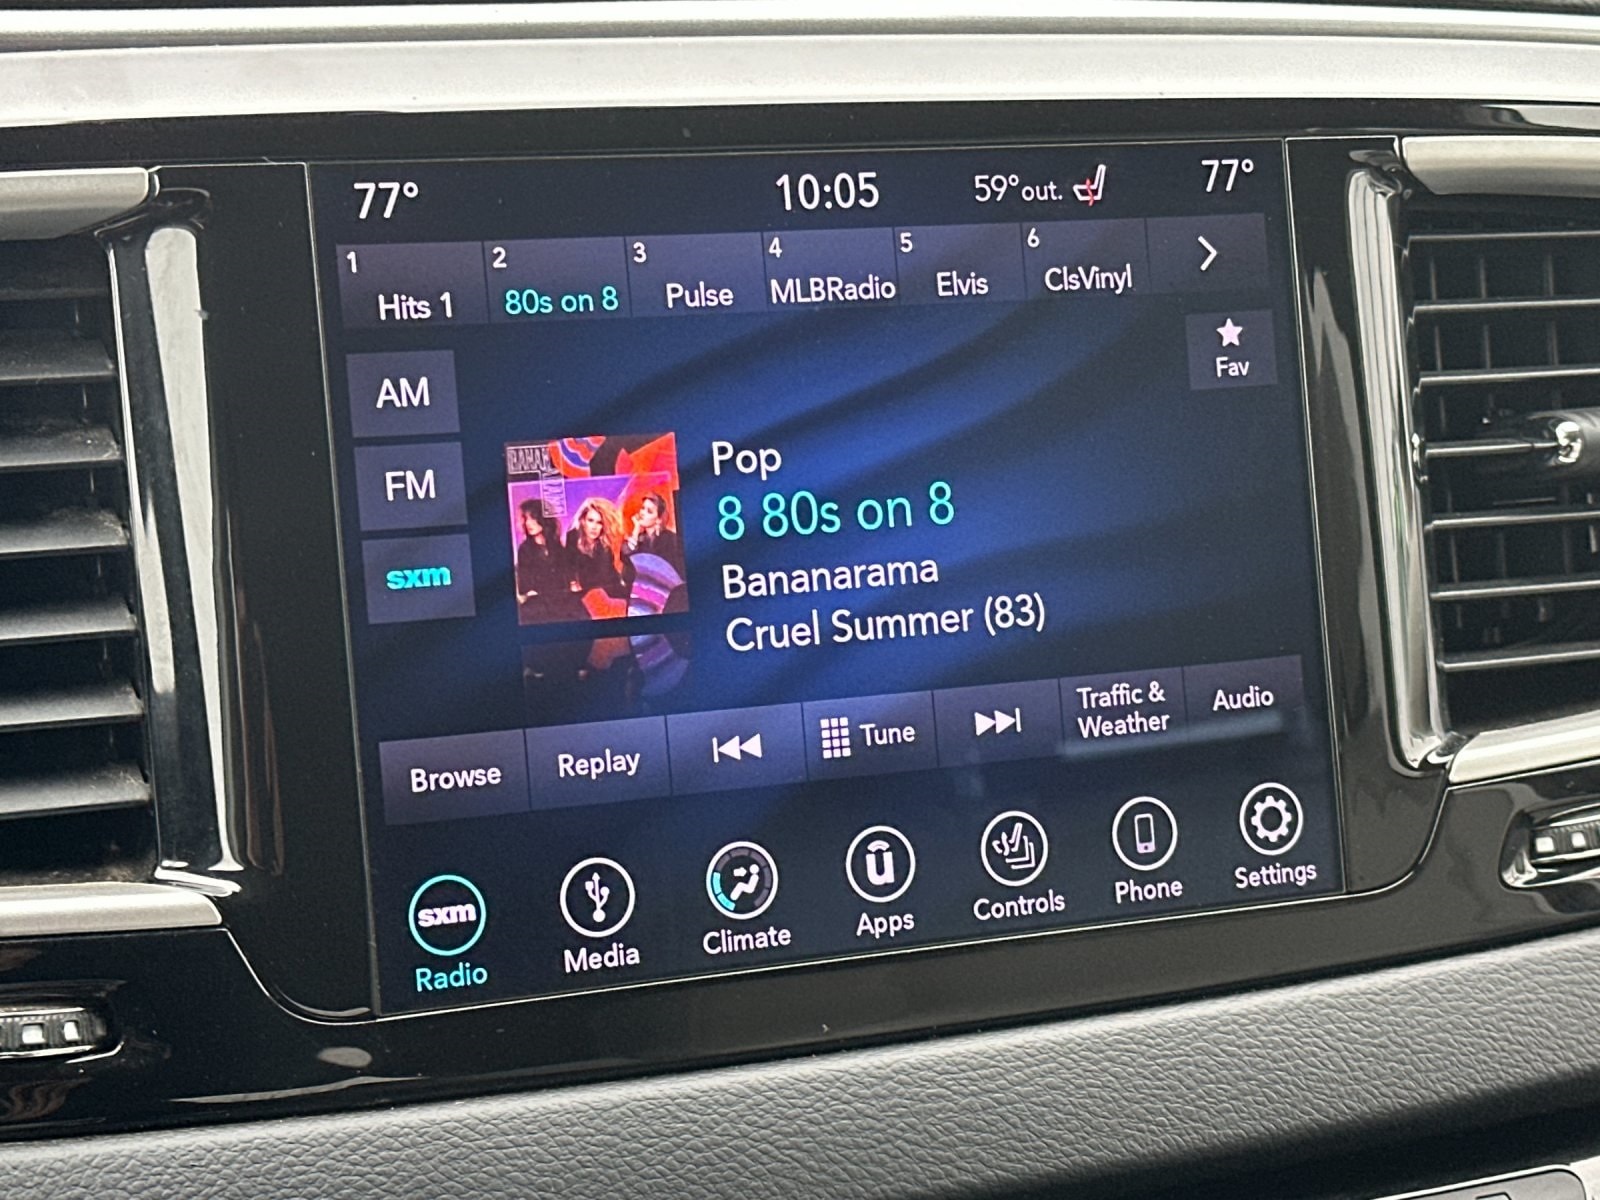 77° 10:05 59° out. 77°
1 Hits 1 2 80s on 8 3 Pulse 4 MLBRadio 5 Elvis 6 ClsVinyl
AM
FM
sxm
Fav
BANANARAMA
Pop
8 80s on 8
Bananarama
Cruel Summer (83)
Browse Replay Tune Traffic & Weather Audio
sxm
Radio Media Climate Apps Controls Phone Settings